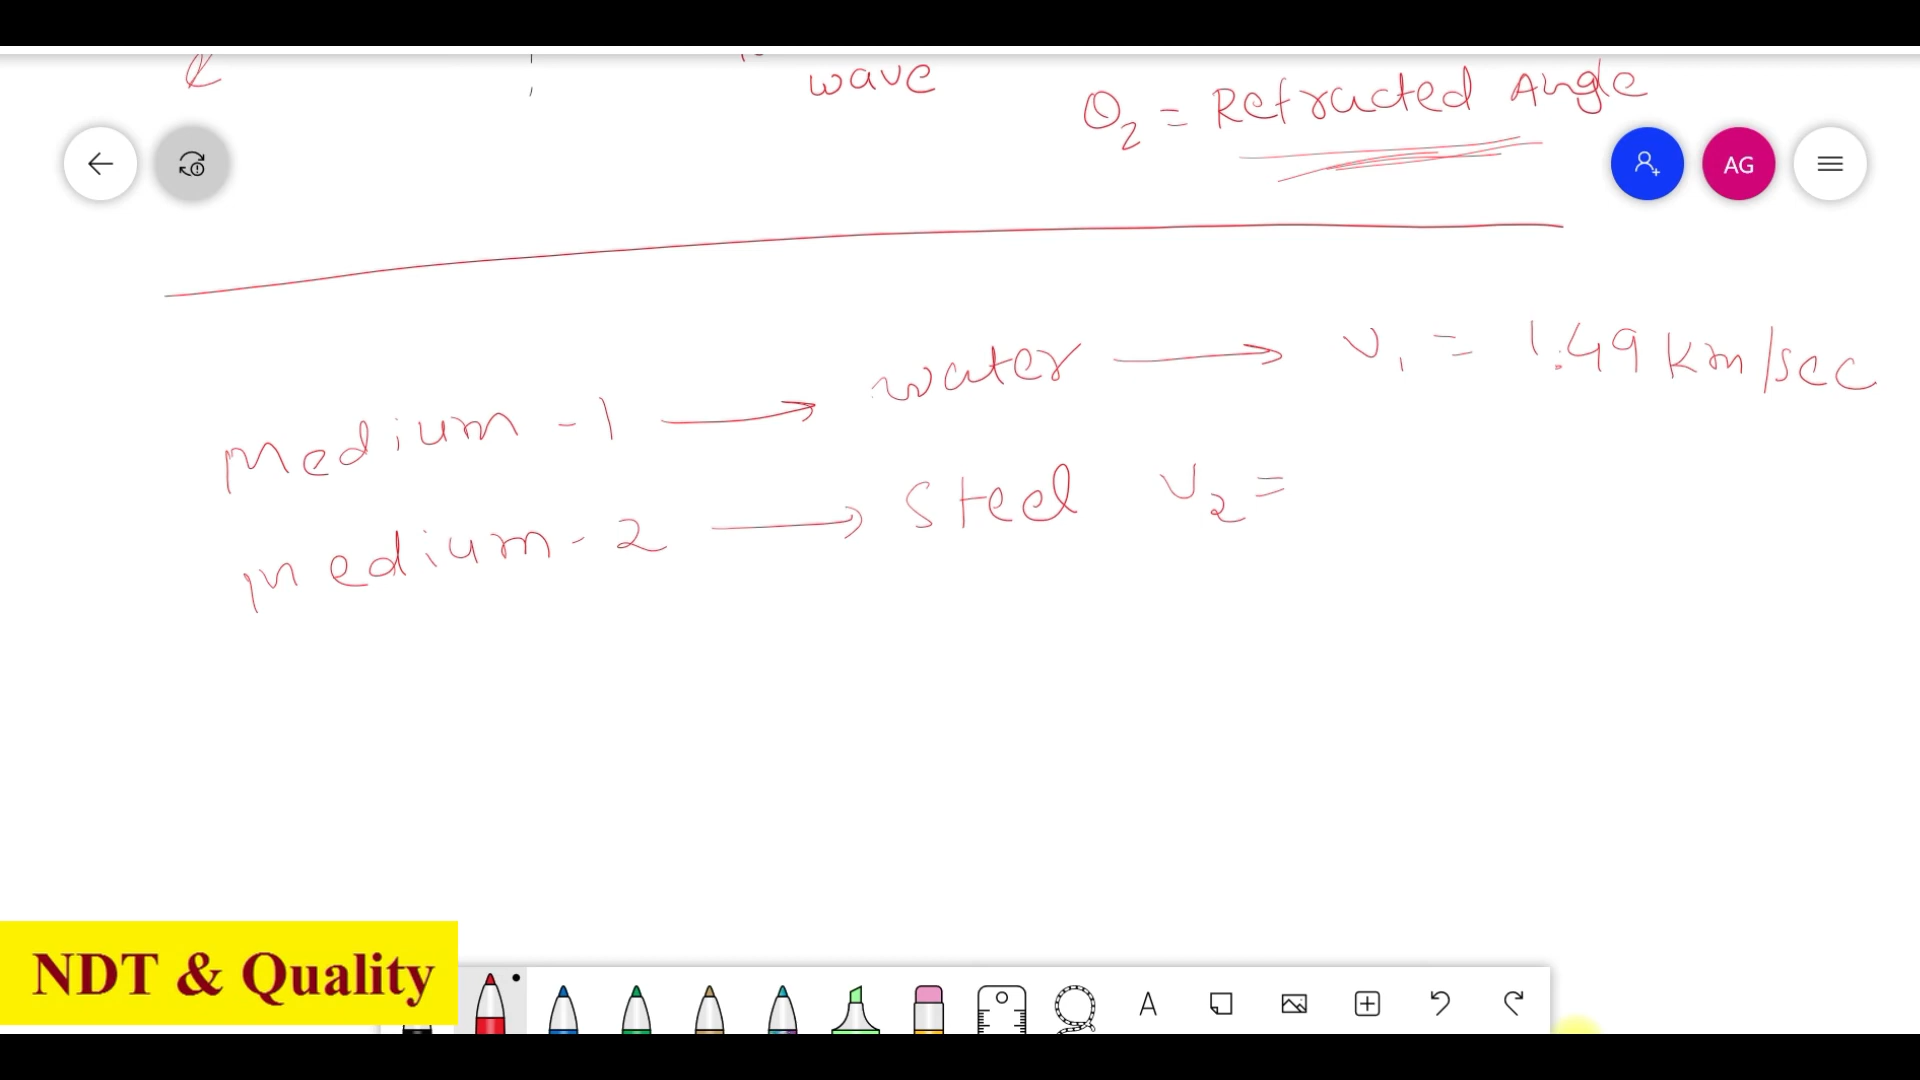 wave
θ2 = Refracted Angle
AG
Medium - 1 → water → V1 = 1.49 km/sec
Medium - 2 → Steel V2 =
NDT & Quality
A